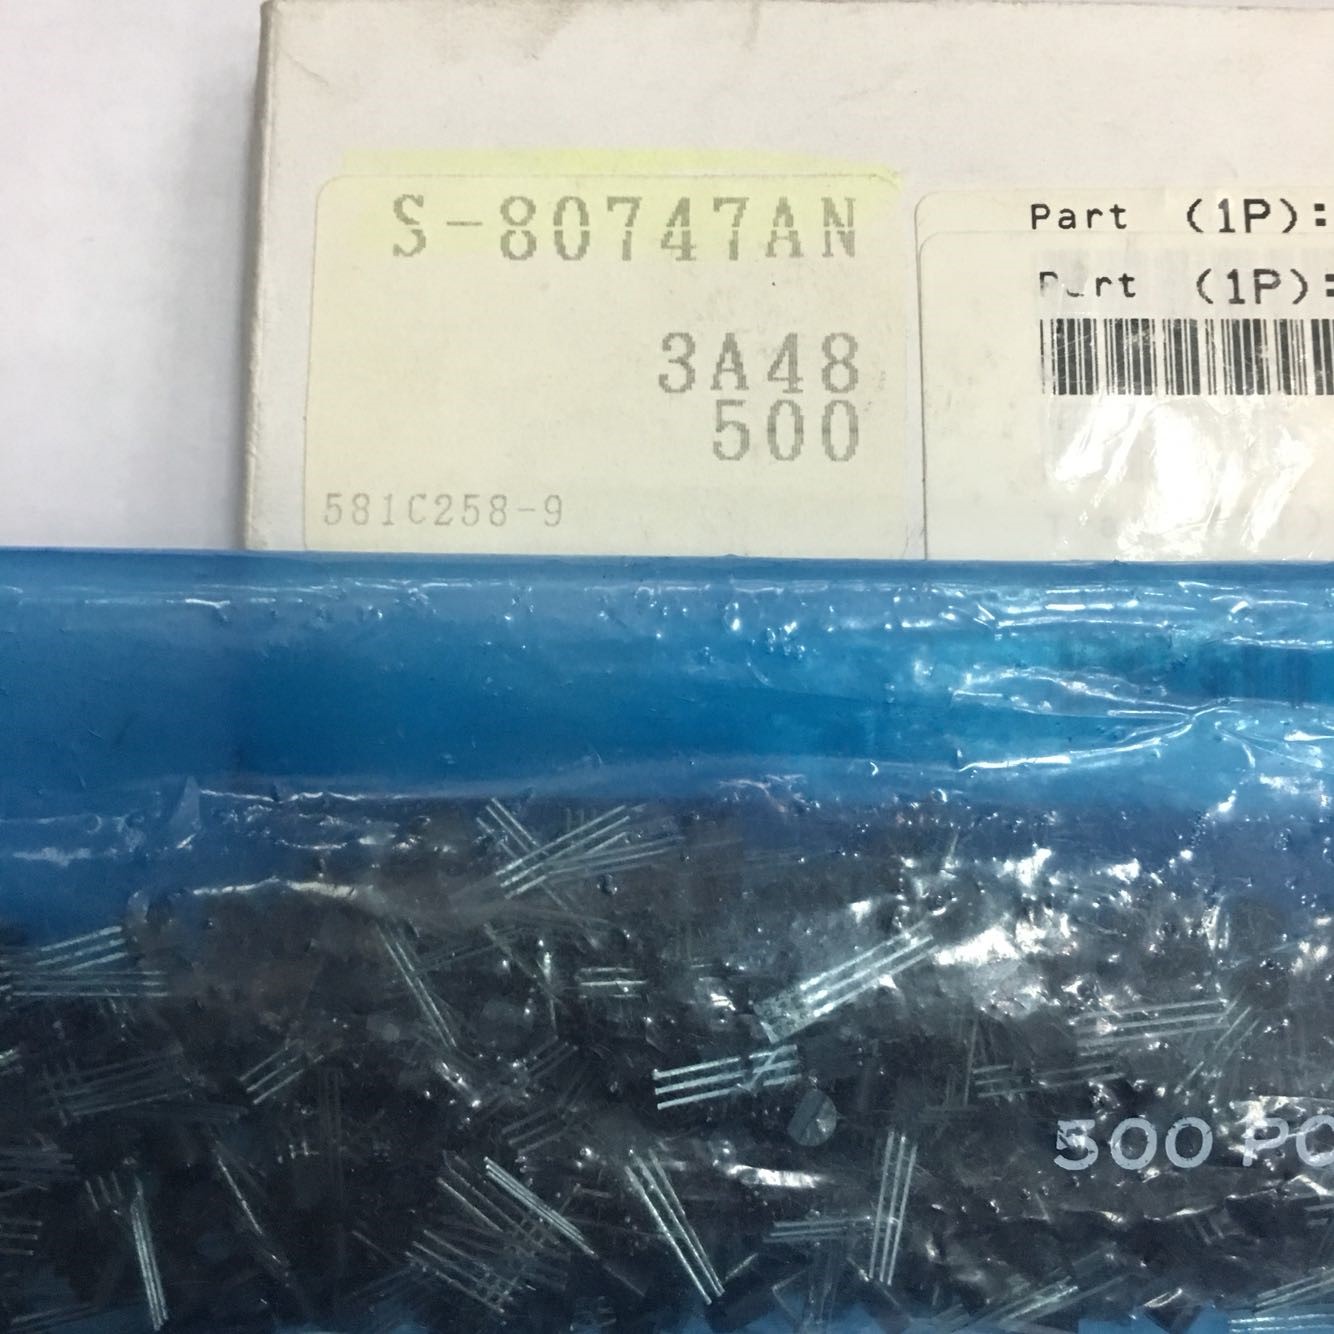 S-80747AN
3A48
500
581C258-9
Part (1P):
Part (1P):
500 PC